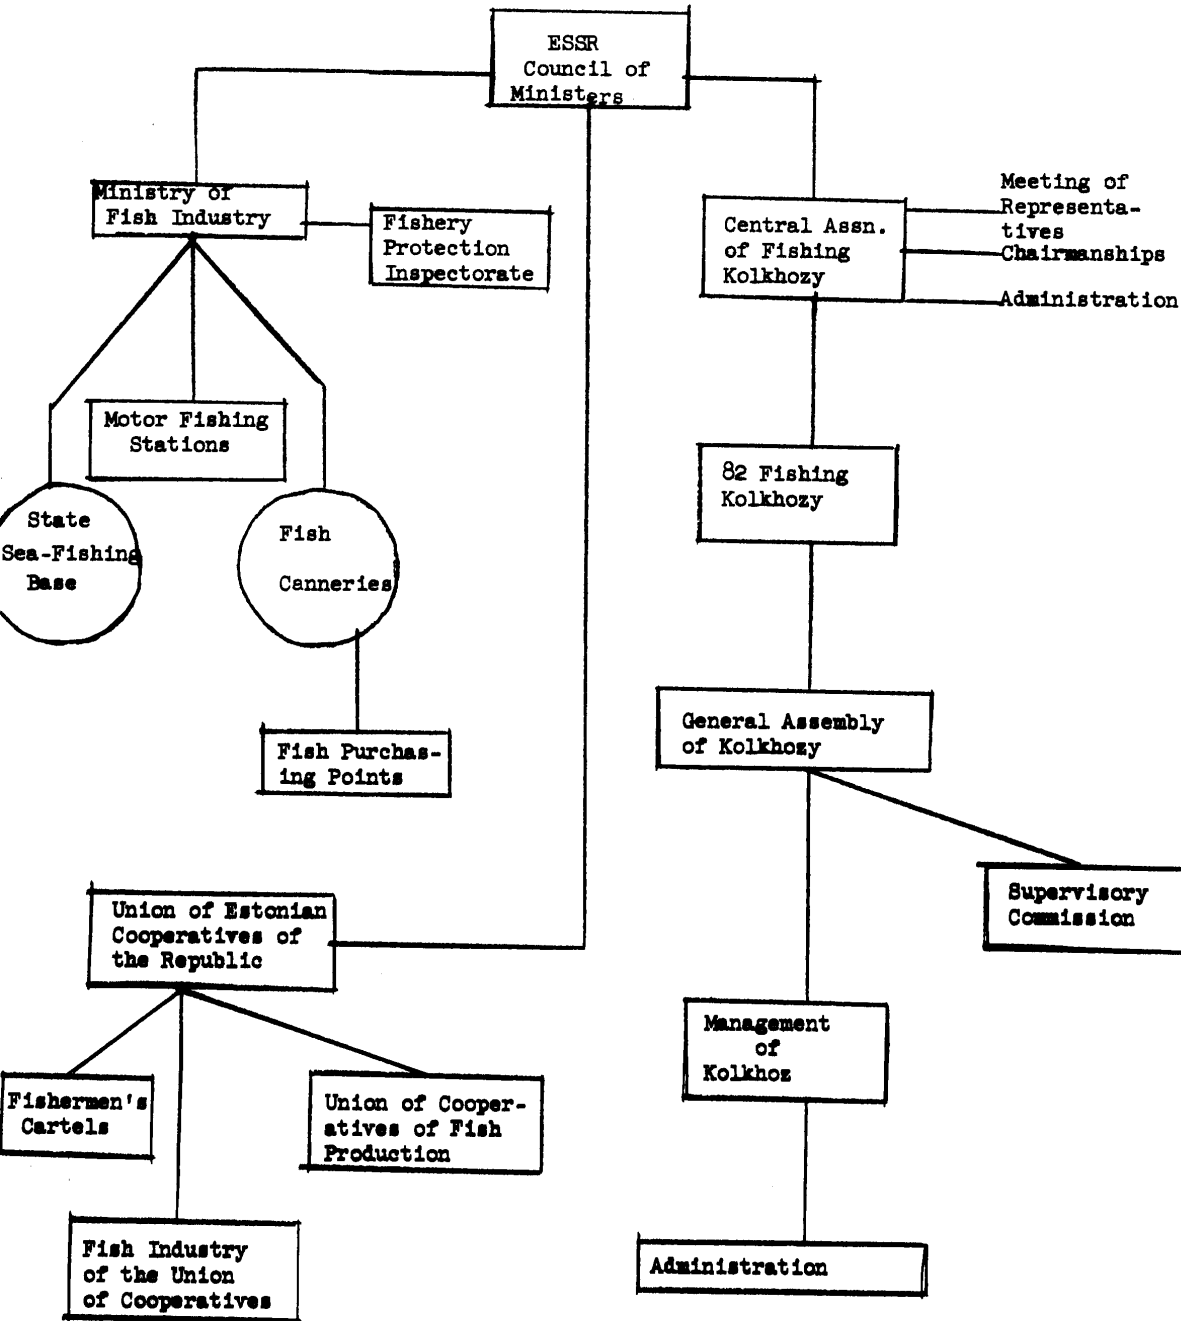 ESSR
Council of
Ministers
Ministry of
Fish Industry
Fishery
Protection
Inspectorate
Central Assn.
of Fishing
Kolkhozy
Meeting of
Representa-
tives
Chairmanships
Administration
Motor Fishing
Stations
82 Fishing
Kolkhozy
State
Sea-Fishing
Base
Fish
Canneries
Fish Purchas-
ing Points
General Assembly
of Kolkhozy
Supervisory
Commission
Union of Estonian
Cooperatives of
the Republic
Management
of
Kolkhoz
Fishermen's
Cartels
Union of Cooper-
atives of Fish
Production
Fish Industry
of the Union
of Cooperatives
Administration